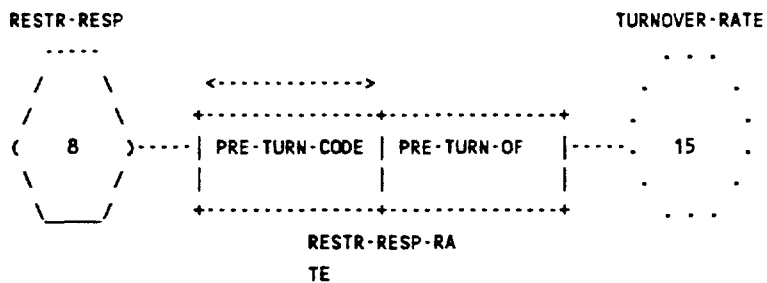 RESTR-RESP TURNOVER-RATE
8 PRE-TURN-CODE PRE-TURN-OF 15
RESTR-RESP-RA
TE